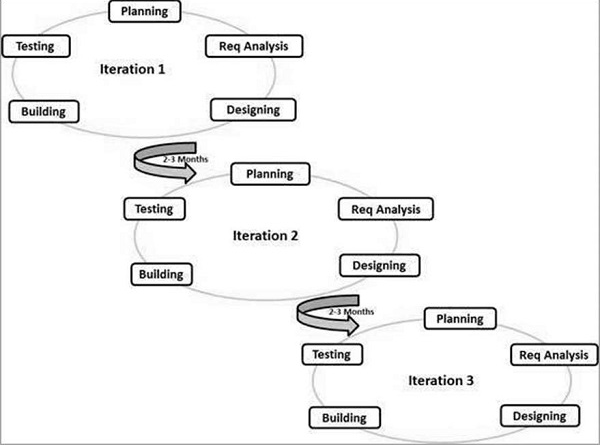 Planning
Testing
Req Analysis
Iteration 1
Building
Designing
2-3 Months
Planning
Testing
Req Analysis
Iteration 2
Building
Designing
2-3 Months
Planning
Testing
Req Analysis
Iteration 3
Building
Designing